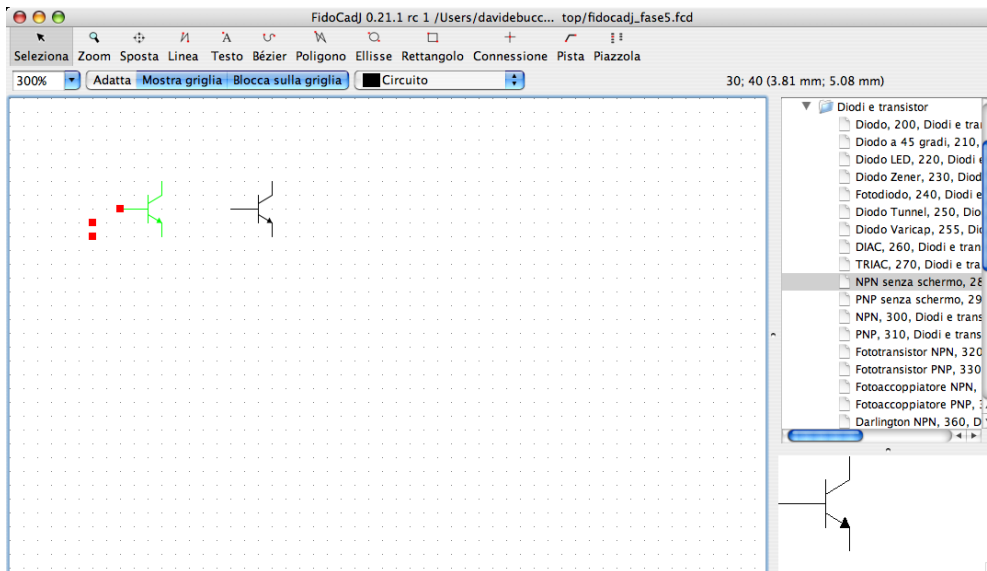 FidoCadJ 0.21.1 rc 1 /Users/davidebucc... top/fidocadj_fase5.fcd
Seleziona Zoom Sposta Linea Testo Bézier Poligono Ellisse Rettangolo Connessione Pista Piazzola
300% Adatta Mostra griglia Blocca sulla griglia Circuito 30; 40 (3.81 mm; 5.08 mm)
Diodi e transistor
Diodo, 200, Diodi e tra
Diodo a 45 gradi, 210,
Diodo LED, 220, Diodi e
Diodo Zener, 230, Diod
Fotodiodo, 240, Diodi e
Diodo Tunnel, 250, Dio
Diodo Varicap, 255, Dio
DIAC, 260, Diodi e tran
TRIAC, 270, Diodi e tra
NPN senza schermo, 28
PNP senza schermo, 29
NPN, 300, Diodi e trans
PNP, 310, Diodi e trans
Fototransistor NPN, 320
Fototransistor PNP, 330
Fotoaccoppiatore NPN,
Fotoaccoppiatore PNP, 3
Darlington NPN, 360, D